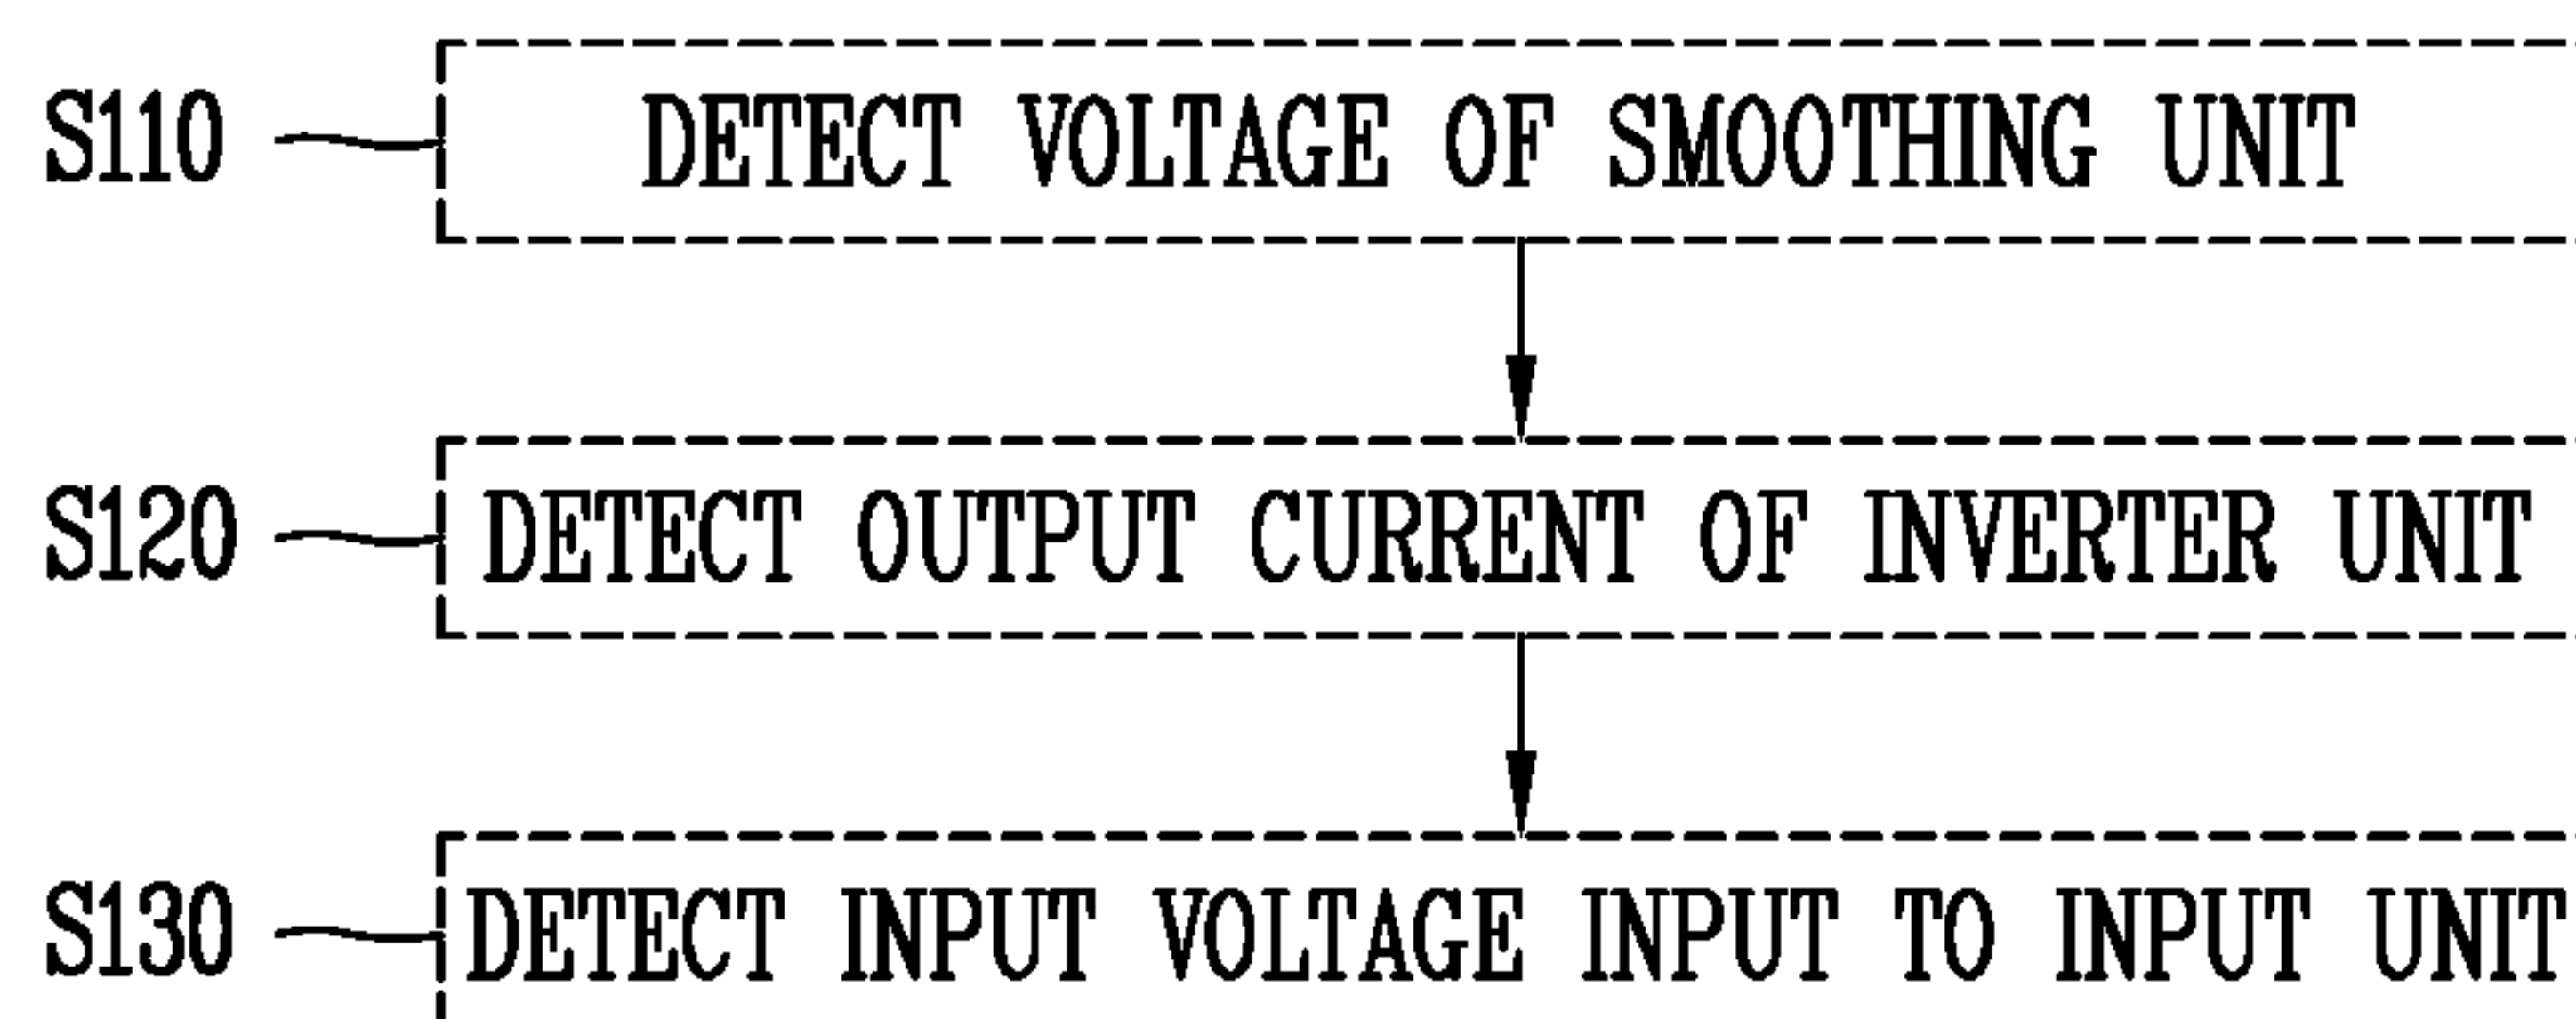 S110 DETECT VOLTAGE OF SMOOTHING UNIT
S120 DETECT OUTPUT CURRENT OF INVERTER UNIT
S130 DETECT INPUT VOLTAGE INPUT TO INPUT UNIT